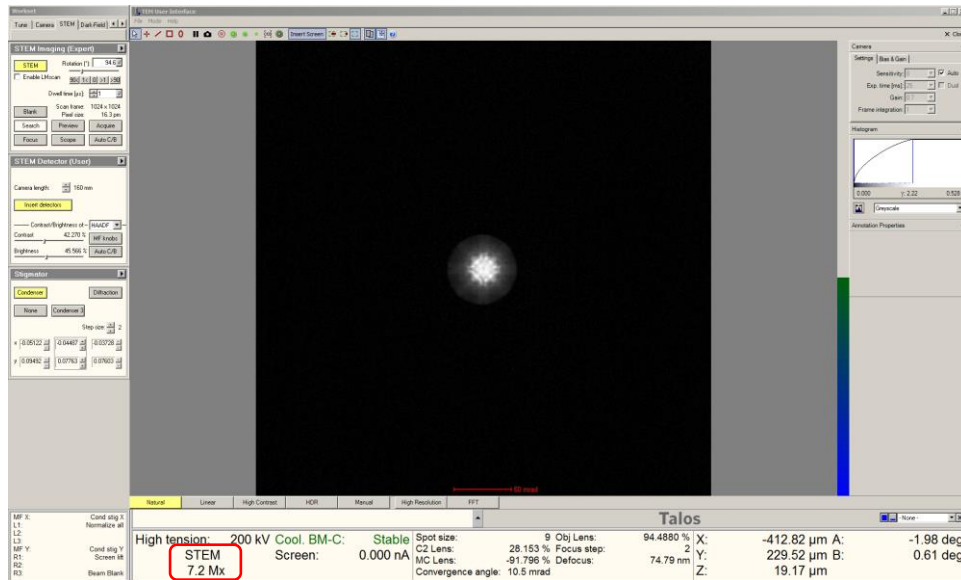 Workset
TEM User Interface
File Mode Help
Tune Camera STEM Dark-Field
Insert Screen
STEM Imaging (Expert)
STEM Rotation (°) 94.6
Enable LMscan
Dwell time (µs) 1
Scan frame: 1024 x 1024
Blank Pixel size: 16.3 pm
Search Preview Acquire
Focus Scope Auto C/B
STEM Detector (User)
Camera length: 160 mm
Insert detectors
Contrast/Brightness of HAADF
Contrast 42.270 %
MF knobs
Brightness 45.566 % Auto C/B
Stigmator
Condenser Diffraction
None Condenser 3
Step size: 2
x -0.05122 -0.04487 -0.03728
y 0.09492 0.07763 0.07603
MF X: Cond stig X
L1: Normalize all
L2:
L3:
MF Y: Cond stig Y
R1: Screen lift
R2:
R3: Beam Blank
Camera
Settings Bias & Gain
Sensitivity: Auto
Exp. time [ms]: Dual
Gain:
Frame integration:
Histogram
0.000 γ: 2.22 0.528
Greyscale
Annotation Properties
60 mrad
Natural Linear High Contrast HDR Manual High Resolution FFT
Talos
- None -
High tension: 200 kV Cool. BM-C: Stable
STEM Screen: 0.000 nA
7.2 Mx
Spot size: 9 Obj Lens: 94.4880 %
C2 Lens: 28.153 % Focus step: 2
MC Lens: -91.796 % Defocus: 74.79 nm
Convergence angle: 10.5 mrad
X: -412.82 µm A: -1.98 deg
Y: 229.52 µm B: 0.61 deg
Z: 19.17 µm